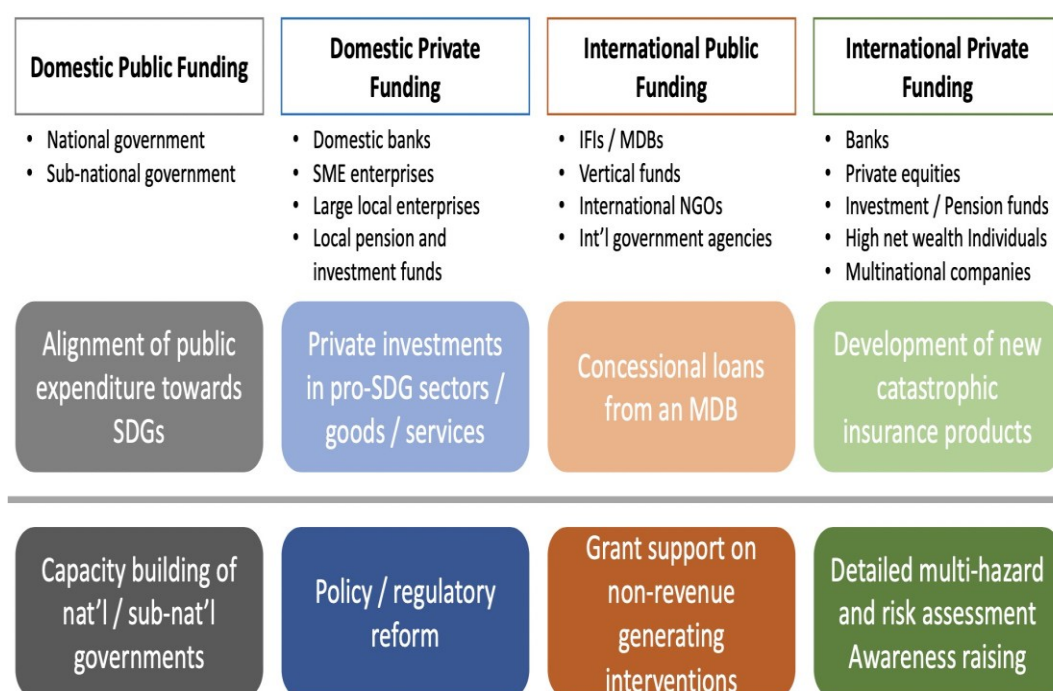 Domestic Public Funding
• National government
• Sub-national government
Alignment of public
expenditure towards
SDGs
Capacity building of
nat'l / sub-nat'l
governments
Domestic Private
Funding
• Domestic banks
• SME enterprises
• Large local enterprises
• Local pension and
investment funds
Private investments
in pro-SDG sectors /
goods / services
Policy / regulatory
reform
International Public
Funding
• IFIs / MDBs
• Vertical funds
• International NGOs
• Int'l government agencies
Concessional loans
from an MDB
Grant support on
non-revenue
generating
interventions
International Private
Funding
• Banks
• Private equities
• Investment / Pension funds
• High net wealth Individuals
• Multinational companies
Development of new
catastrophic
insurance products
Detailed multi-hazard
and risk assessment
Awareness raising